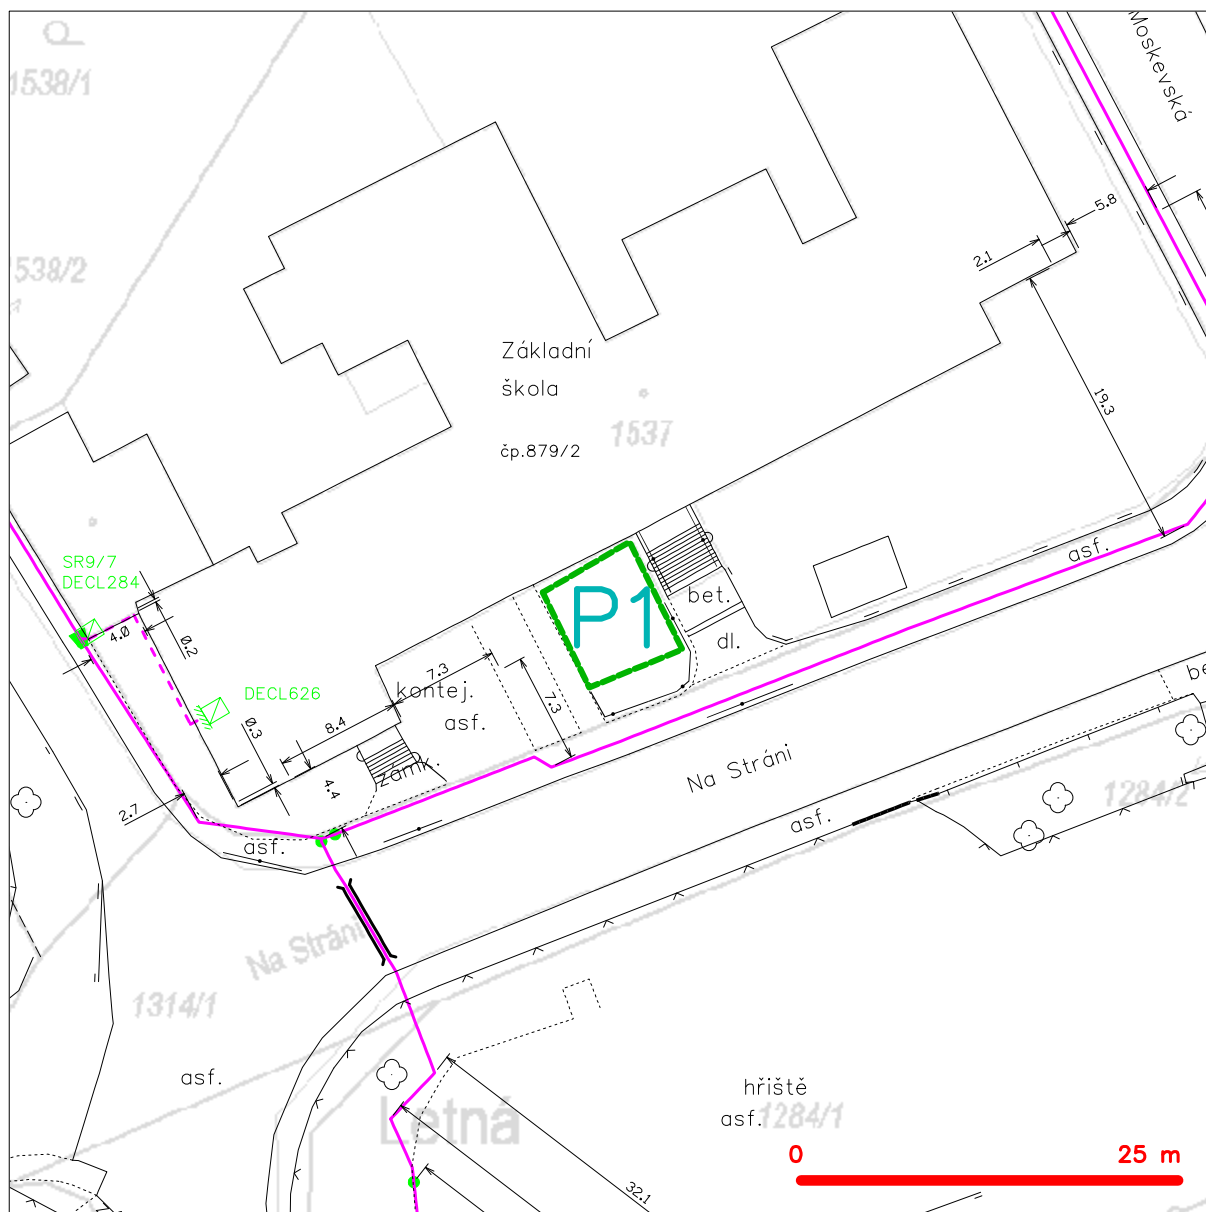 Moskevská
1538/1
1538/2
5.8
2.1
Základní
škola
čp.879/2
1537
19.3
SR9/7
DECL284
4.0
0.2
asf.
bet.
dl.
P1
7.3
7.3
kontej.
asf.
DECL626
8.4
0.3
zámk.
4.4
Na Stráni
2.7
asf.
asf.
1284/2
Na Stráni
1314/1
asf.
hřiště
asf.
1284/1
Letná
0
25 m
32.1